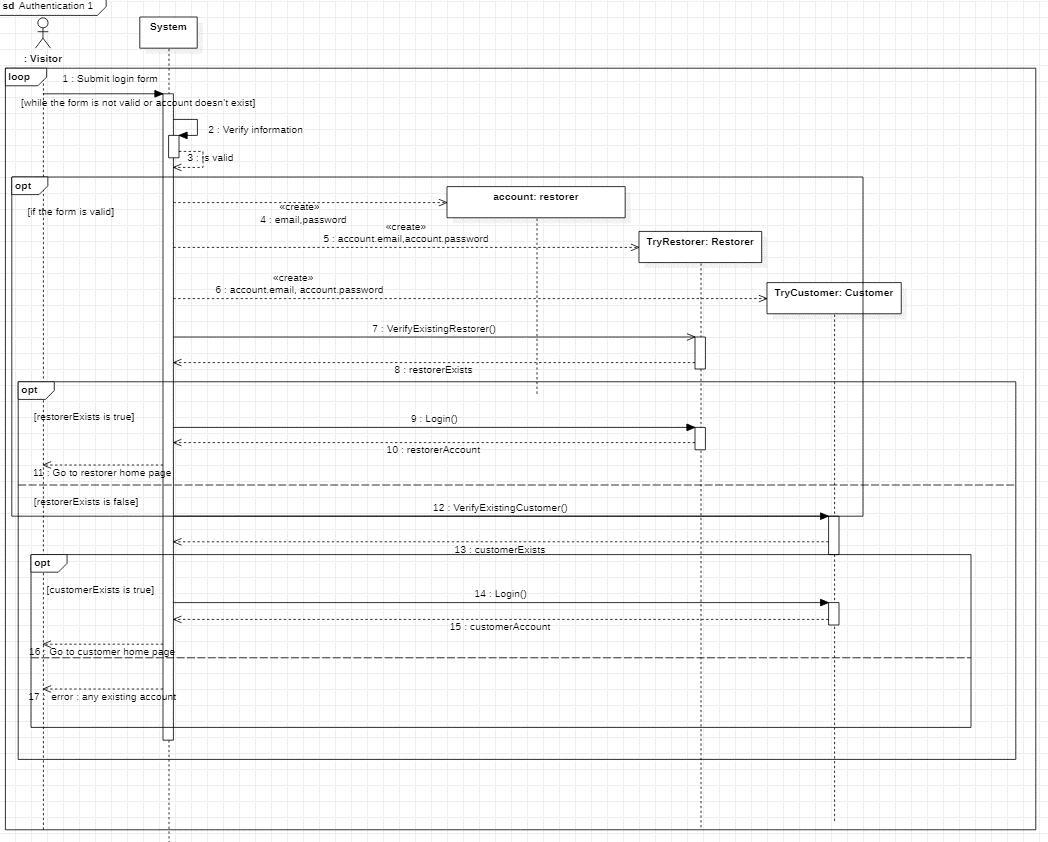 sd Authentication 1
System
: Visitor
loop
1 : Submit login form
[while the form is not valid or account doesn't exist]
2 : Verify information
3 : is valid
opt
account: restorer
[if the form is valid]
«create»
4 : email,password
«create»
5 : account.email,account.password
TryRestorer: Restorer
«create»
6 : account.email, account.password
TryCustomer: Customer
7 : VerifyExistingRestorer()
8 : restorerExists
opt
[restorerExists is true]
9 : Login()
10 : restorerAccount
11 : Go to restorer home page
[restorerExists is false]
12 : VerifyExistingCustomer()
13 : customerExists
opt
[customerExists is true]
14 : Login()
15 : customerAccount
16 : Go to customer home page
17 : error : any existing account